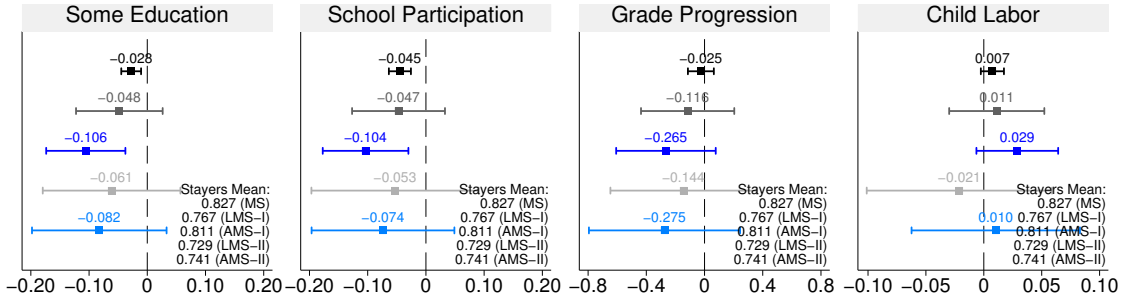 Some Education
−0.028
−0.048
−0.106
−0.061
−0.082
Stayers Mean:
0.827 (MS)
0.767 (LMS−I)
0.811 (AMS−I)
0.729 (LMS−II)
0.741 (AMS−II)
−0.20 −0.10 0 0.10 0.20
School Participation
−0.045
−0.047
−0.104
−0.053
−0.074
Stayers Mean:
0.827 (MS)
0.767 (LMS−I)
0.811 (AMS−I)
0.729 (LMS−II)
0.741 (AMS−II)
−0.20 −0.10 0 0.10 0.20
Grade Progression
−0.025
−0.116
−0.265
−0.144
−0.275
Stayers Mean:
0.827 (MS)
0.767 (LMS−I)
0.811 (AMS−I)
0.729 (LMS−II)
0.741 (AMS−II)
−0.8 −0.4 0 0.4 0.8
Child Labor
0.007
0.011
0.029
−0.021
0.010
Stayers Mean:
0.827 (MS)
0.767 (LMS−I)
0.811 (AMS−I)
0.729 (LMS−II)
0.741 (AMS−II)
−0.10 −0.05 0 0.05 0.10